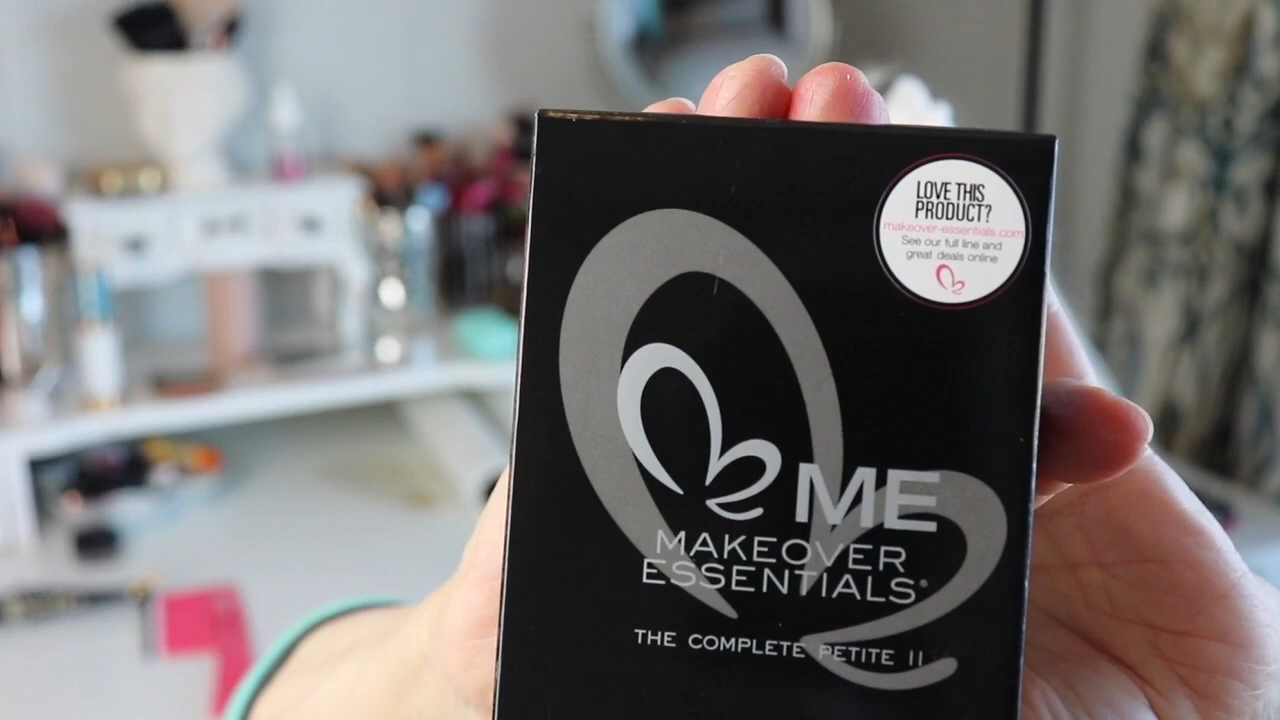 LOVE THIS
PRODUCT?
makeover-essentials.com
See our full line and
great deals online
ME
MAKEOVER
ESSENTIALS®
THE COMPLETE PETITE II